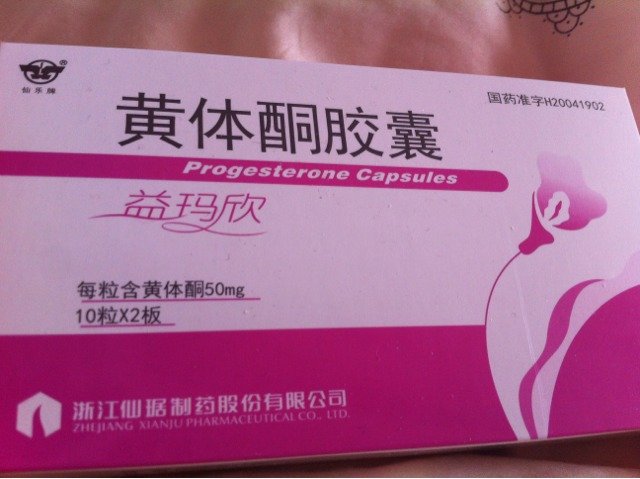 仙乐牌
国药准字H20041902
黄体酮胶囊
Progesterone Capsules
益玛欣
每粒含黄体酮50mg
10粒X2板
浙江仙琚制药股份有限公司
ZHEJIANG XIANJU PHARMACEUTICAL CO., LTD.